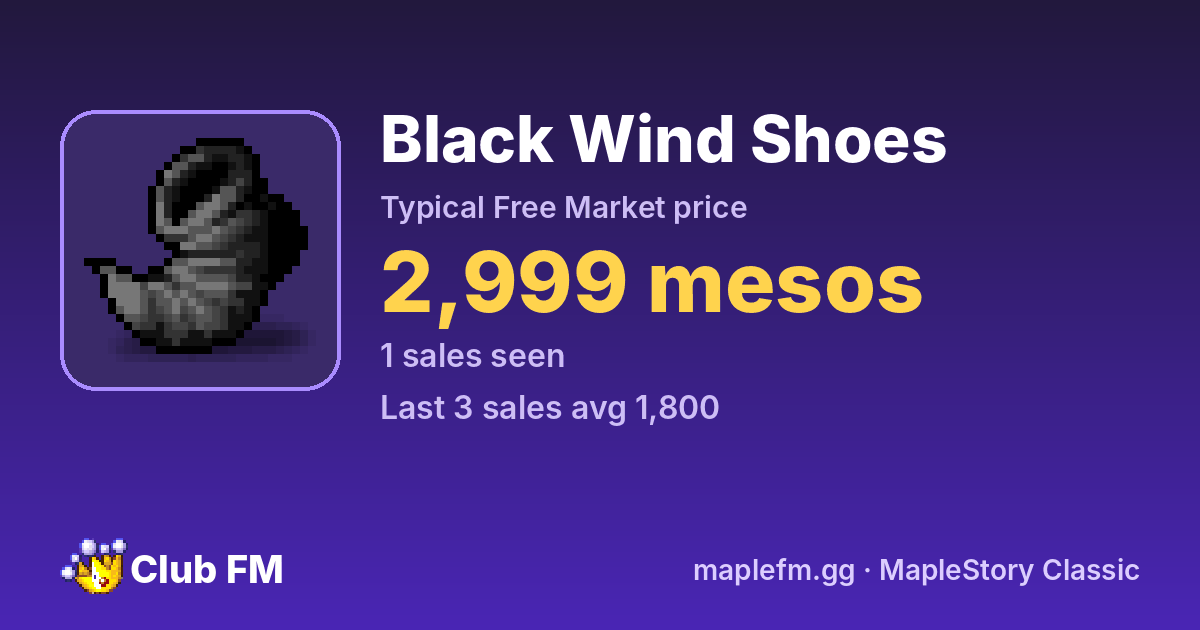 Black Wind Shoes
Typical Free Market price
2,999 mesos
1 sales seen
Last 3 sales avg 1,800
Club FM
maplefm.gg · MapleStory Classic